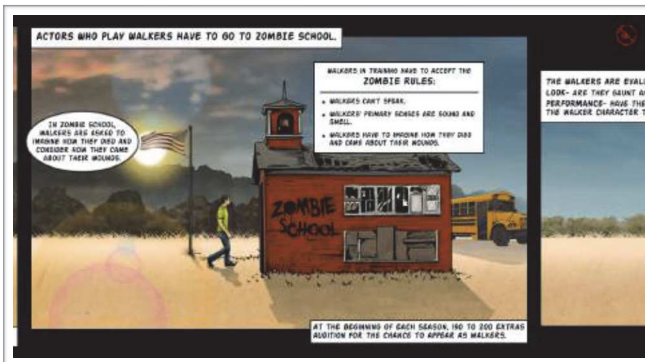 ACTORS WHO PLAY WALKERS HAVE TO GO TO ZOMBIE SCHOOL.
WALKERS IN TRAINING HAVE TO ACCEPT THE
ZOMBIE RULES:
• WALKERS CAN'T SPEAK.
• WALKERS' PRIMARY SENSES ARE SOUND AND
SMELL.
• WALKERS HAVE TO IMAGINE HOW THEY DIED
AND CAME ABOUT THEIR WOUNDS.
IN ZOMBIE SCHOOL,
WALKERS ARE ASKED TO
IMAGINE HOW THEY DIED AND
CONSIDER HOW THEY CAME
ABOUT THEIR WOUNDS.
ZOMBIE
SCHOOL
AT THE BEGINNING OF EACH SEASON, 190 TO 200 EXTRAS
AUDITION FOR THE CHANCE TO APPEAR AS WALKERS.
THE WALKERS ARE EVAL
LOOK- ARE THEY GAUNT A
PERFORMANCE- HAVE THE
THE WALKER CHARACTER T